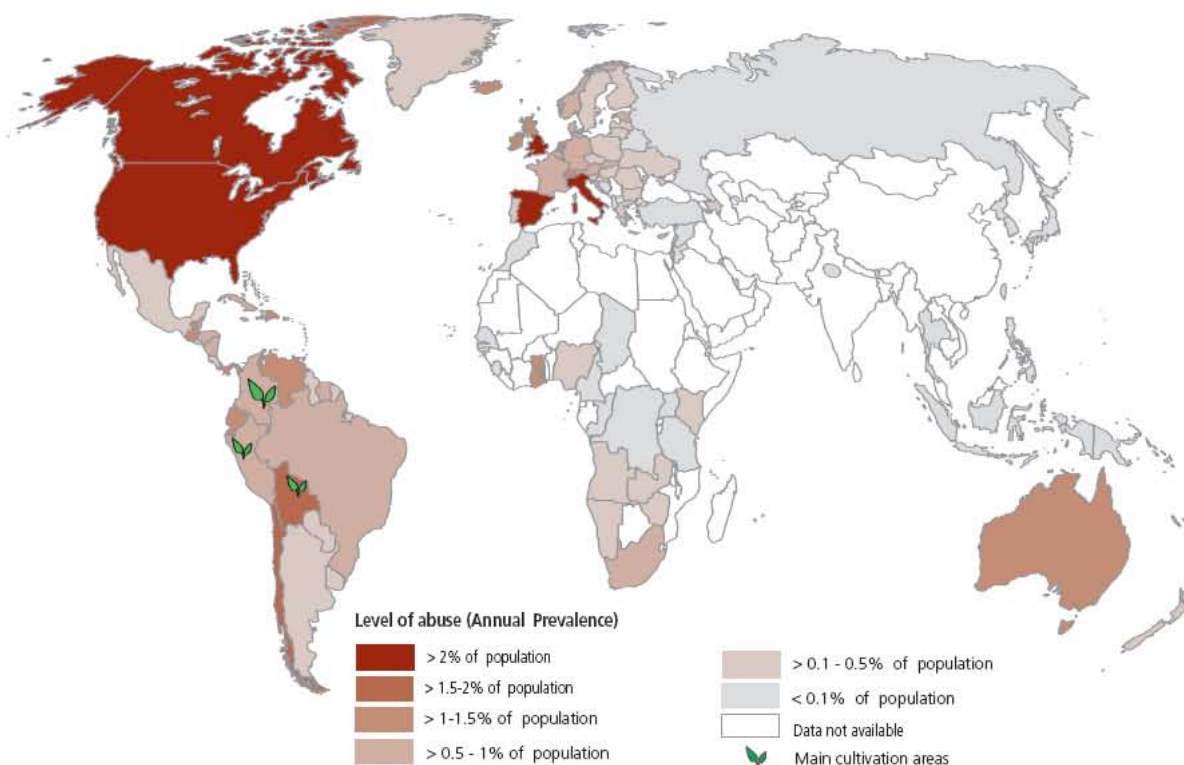 Level of abuse (Annual Prevalence)
> 2% of population
> 1.5-2% of population
> 1-1.5% of population
> 0.5 - 1% of population
> 0.1 - 0.5% of population
< 0.1% of population
Data not available
Main cultivation areas